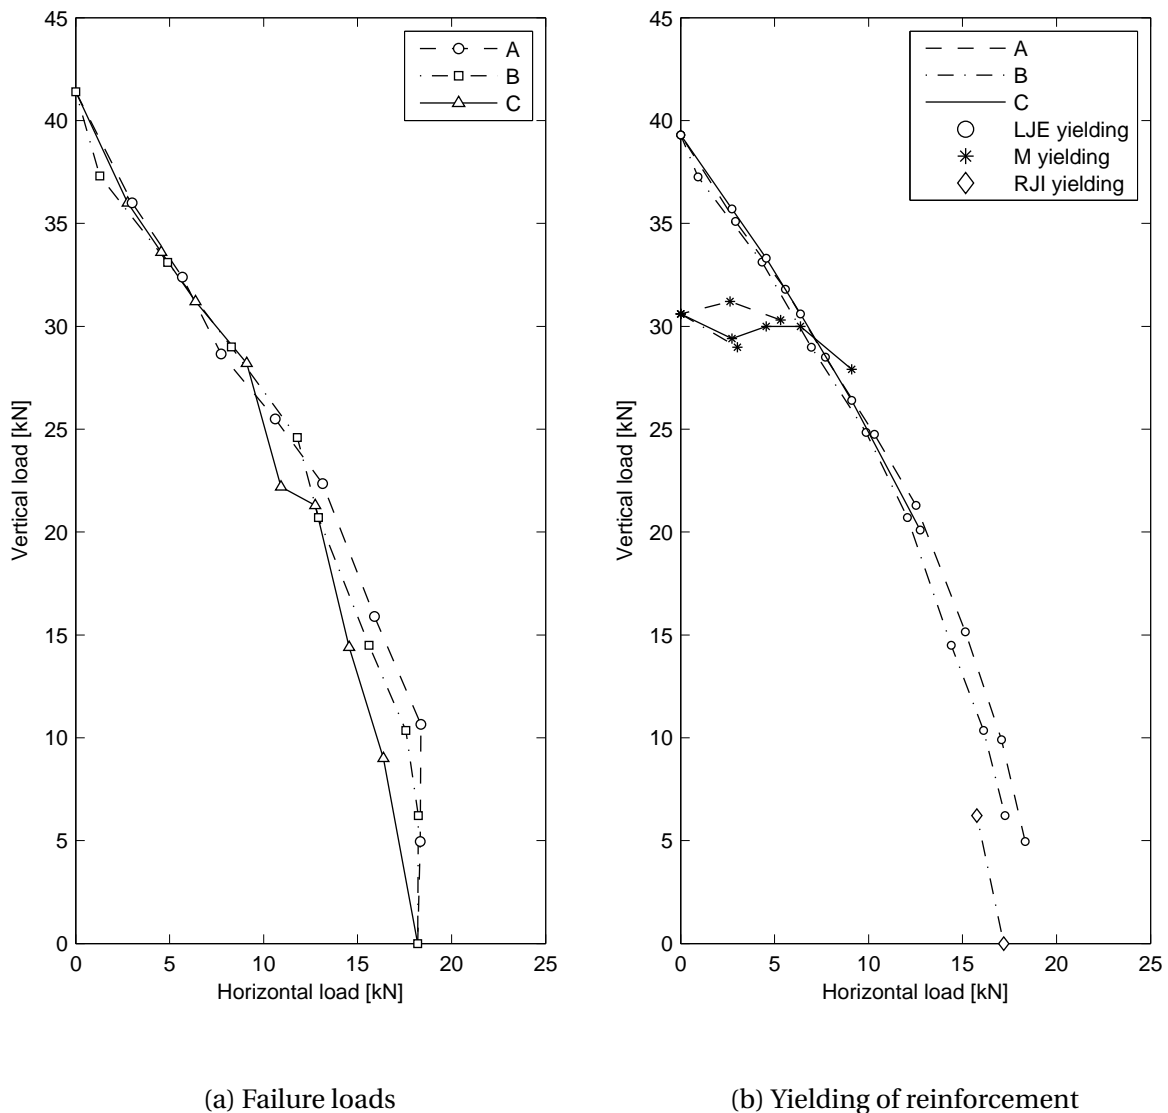 45
40
35
30
25
20
15
10
5
0
0 5 10 15 20 25
Vertical load [kN]
Horizontal load [kN]
A
B
C
(a) Failure loads
45
40
35
30
25
20
15
10
5
0
0 5 10 15 20 25
Vertical load [kN]
Horizontal load [kN]
A
B
C
LJE yielding
M yielding
RJI yielding
(b) Yielding of reinforcement